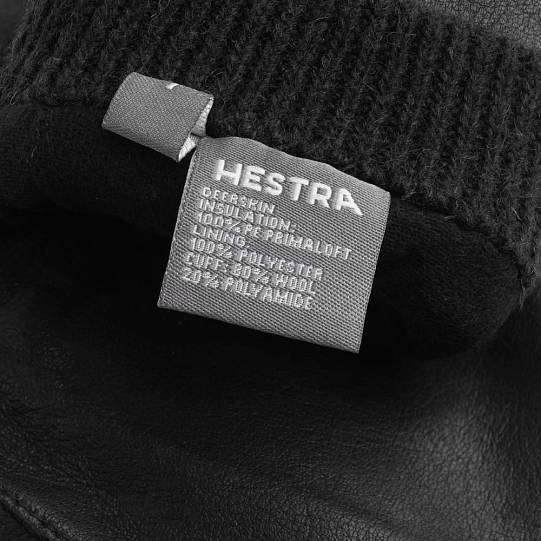 HESTRA
DEERSKIN
INSULATION:
100% PE PRIMALOFT
LINING:
100% POLYESTER
CUFF: 80% WOOL
20% POLYAMIDE